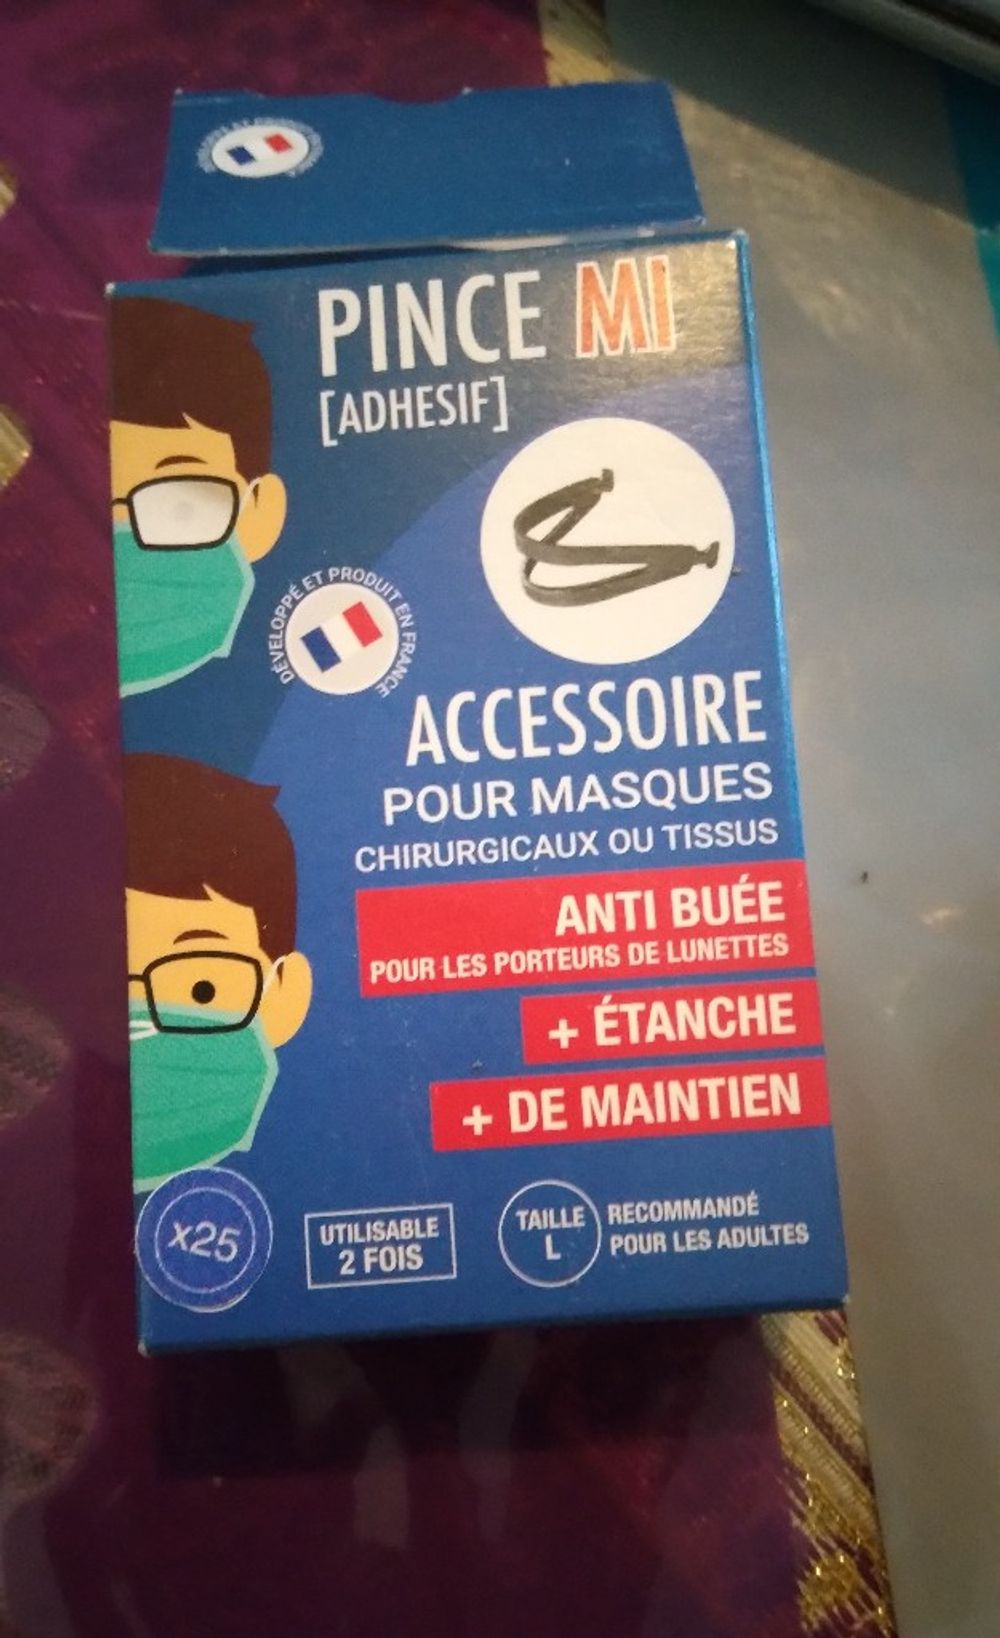 PINCE MI
[ADHESIF]
DÉVELOPPÉ ET PRODUIT EN FRANCE
ACCESSOIRE
POUR MASQUES
CHIRURGICAUX OU TISSUS
ANTI BUÉE
POUR LES PORTEURS DE LUNETTES
+ ÉTANCHE
+ DE MAINTIEN
x25
UTILISABLE
2 FOIS
TAILLE
L
RECOMMANDÉ
POUR LES ADULTES